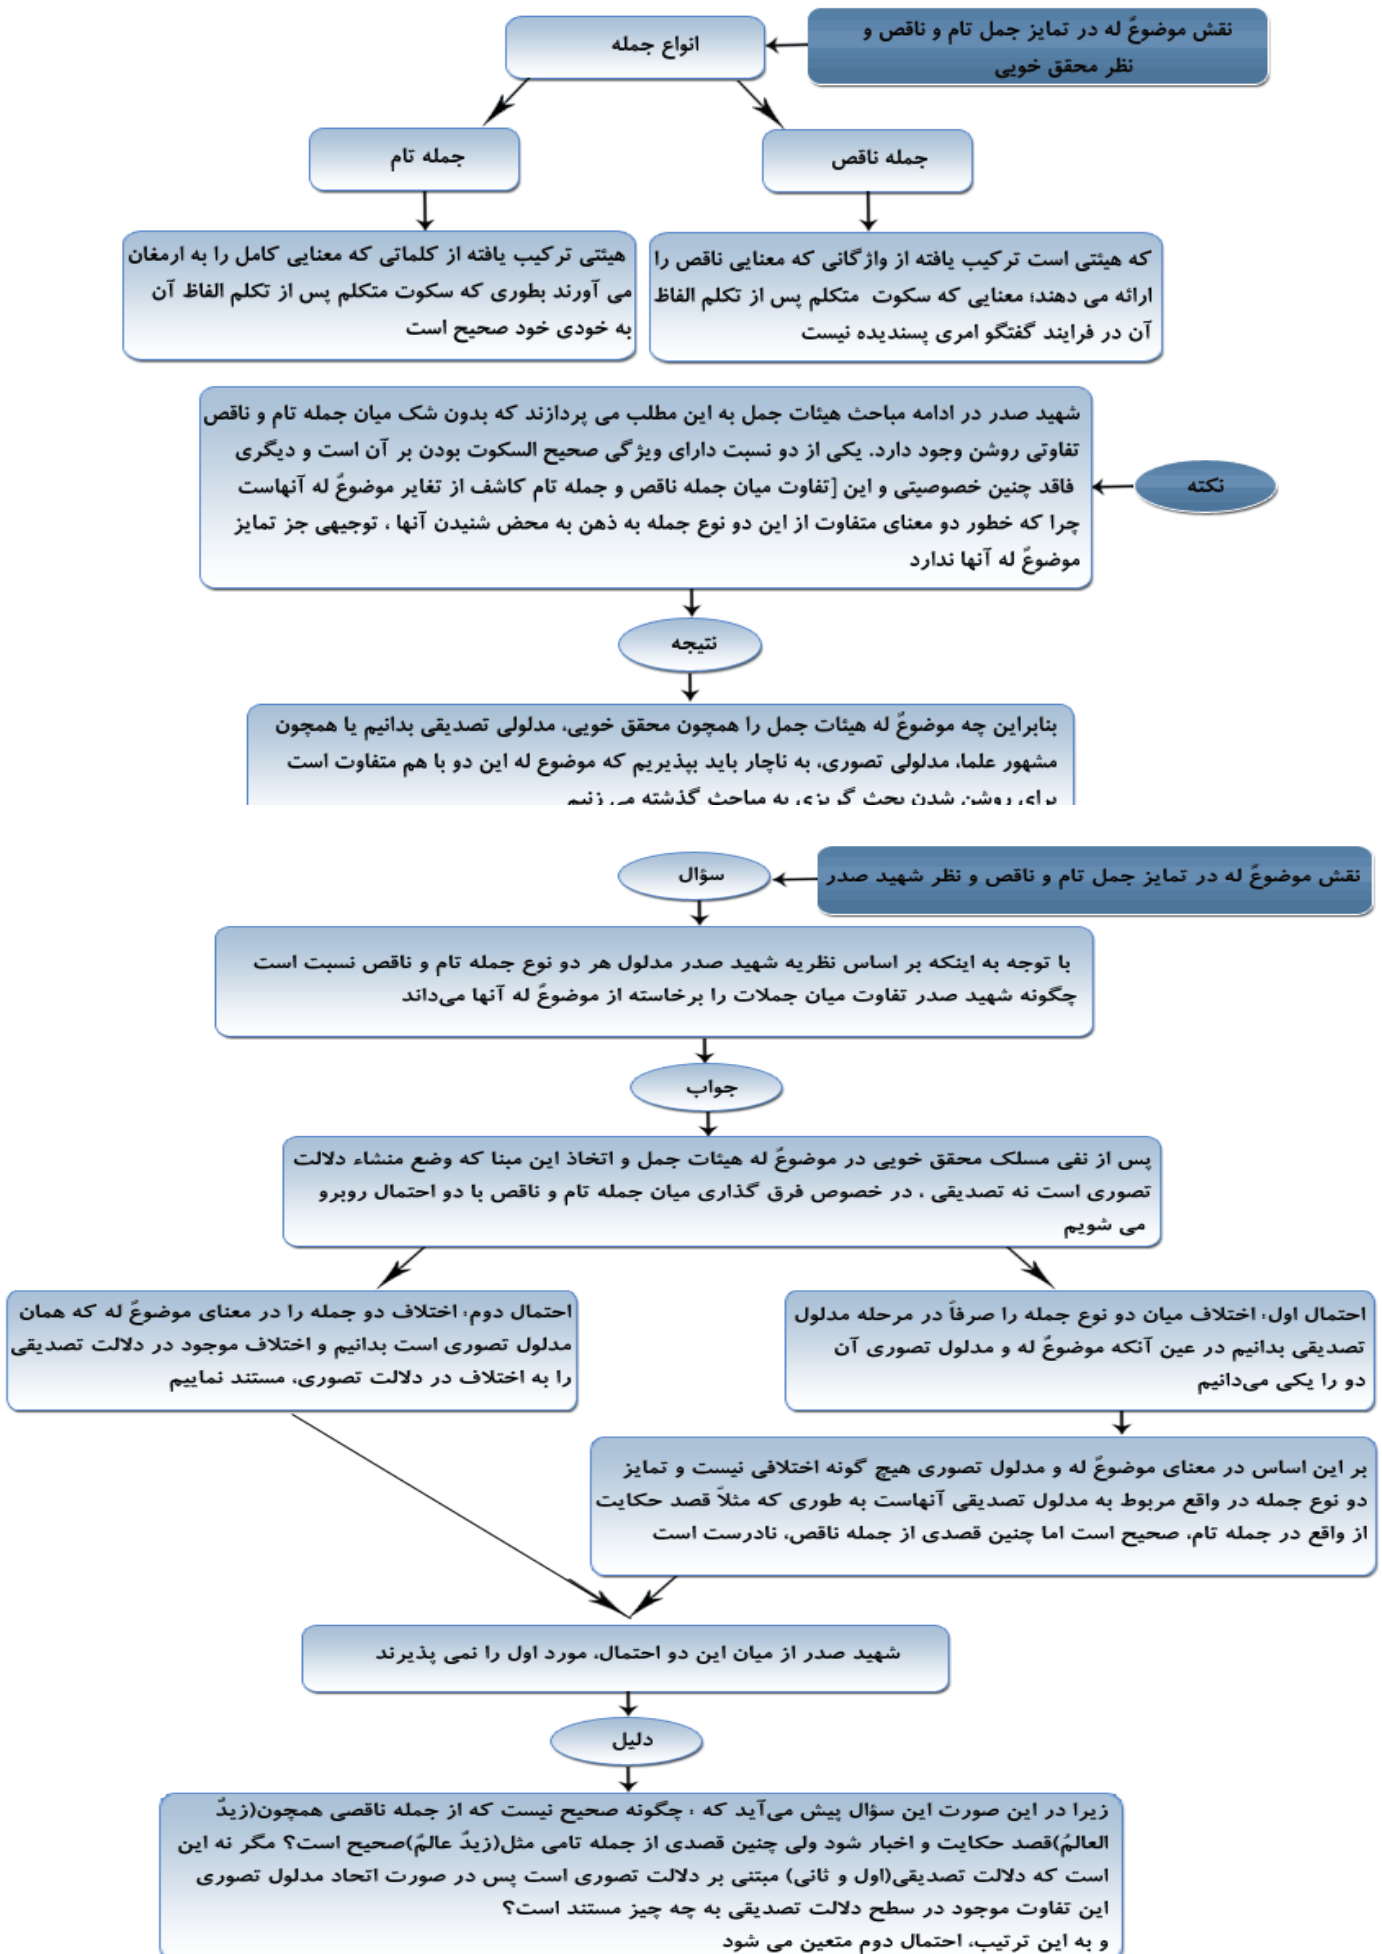 نقش موضوعٌ له در تمایز جمل تام و ناقص و
نظر محقق خویی
انواع جمله
جمله ناقص
جمله تام
که هیئتی است ترکیب یافته از واژگانی که معنایی ناقص را
ارائه می دهند؛ معنایی که سکوت متکلم پس از تکلم الفاظ
آن در فرایند گفتگو امری پسندیده نیست
هیئتی ترکیب یافته از کلماتی که معنایی کامل را به ارمغان
می آورند بطوری که سکوت متکلم پس از تکلم الفاظ آن
به خودی خود صحیح است
نکته
شهید صدر در ادامه مباحث هیئات جمل به این مطلب می پردازند که بدون شک میان جمله تام و ناقص
تفاوتی روشن وجود دارد. یکی از دو نسبت دارای ویژگی صحیح السکوت بودن بر آن است و دیگری
فاقد چنین خصوصیتی و این [تفاوت میان جمله ناقص و جمله تام کاشف از تغایر موضوعٌ له آنهاست
چرا که خطور دو معنای متفاوت از این دو نوع جمله به ذهن به محض شنیدن آنها ، توجیهی جز تمایز
موضوعٌ له آنها ندارد
نتیجه
بنابراین چه موضوعٌ له هیئات جمل را همچون محقق خویی، مدلولی تصدیقی بدانیم یا همچون
مشهور علما، مدلولی تصوری، به ناچار باید بپذیریم که موضوع له این دو با هم متفاوت است
برای روشن شدن بحث گریزی به مباحث گذشته می زنیم
نقش موضوعٌ له در تمایز جمل تام و ناقص و نظر شهید صدر
سؤال
با توجه به اینکه بر اساس نظریه شهید صدر مدلول هر دو نوع جمله تام و ناقص نسبت است
چگونه شهید صدر تفاوت میان جملات را برخاسته از موضوعٌ له آنها می‌داند
جواب
پس از نفی مسلک محقق خویی در موضوعٌ له هیئات جمل و اتخاذ این مبنا که وضع منشاء دلالت
تصوری است نه تصدیقی ، در خصوص فرق گذاری میان جمله تام و ناقص با دو احتمال روبرو
می شویم
احتمال اول: اختلاف میان دو نوع جمله را صرفاً در مرحله مدلول
تصدیقی بدانیم در عین آنکه موضوعٌ له و مدلول تصوری آن
دو را یکی می‌دانیم
احتمال دوم: اختلاف دو جمله را در معنای موضوعٌ له که همان
مدلول تصوری است بدانیم و اختلاف موجود در دلالت تصدیقی
را به اختلاف در دلالت تصوری، مستند نماییم
بر این اساس در معنای موضوعٌ له و مدلول تصوری هیچ گونه اختلافی نیست و تمایز
دو نوع جمله در واقع مربوط به مدلول تصدیقی آنهاست به طوری که مثلاً قصد حکایت
از واقع در جمله تام، صحیح است اما چنین قصدی از جمله ناقص، نادرست است
شهید صدر از میان این دو احتمال، مورد اول را نمی پذیرند
دلیل
زیرا در این صورت این سؤال پیش می‌آید که : چگونه صحیح نیست که از جمله ناقصی همچون(زیدٌ
العالمُ)قصد حکایت و اخبار شود ولی چنین قصدی از جمله تامی مثل(زیدٌ عالمٌ)صحیح است؟ مگر نه این
است که دلالت تصدیقی(اول و ثانی) مبتنی بر دلالت تصوری است پس در صورت اتحاد مدلول تصوری
این تفاوت موجود در سطح دلالت تصدیقی به چه چیز مستند است؟
و به این ترتیب، احتمال دوم متعین می شود